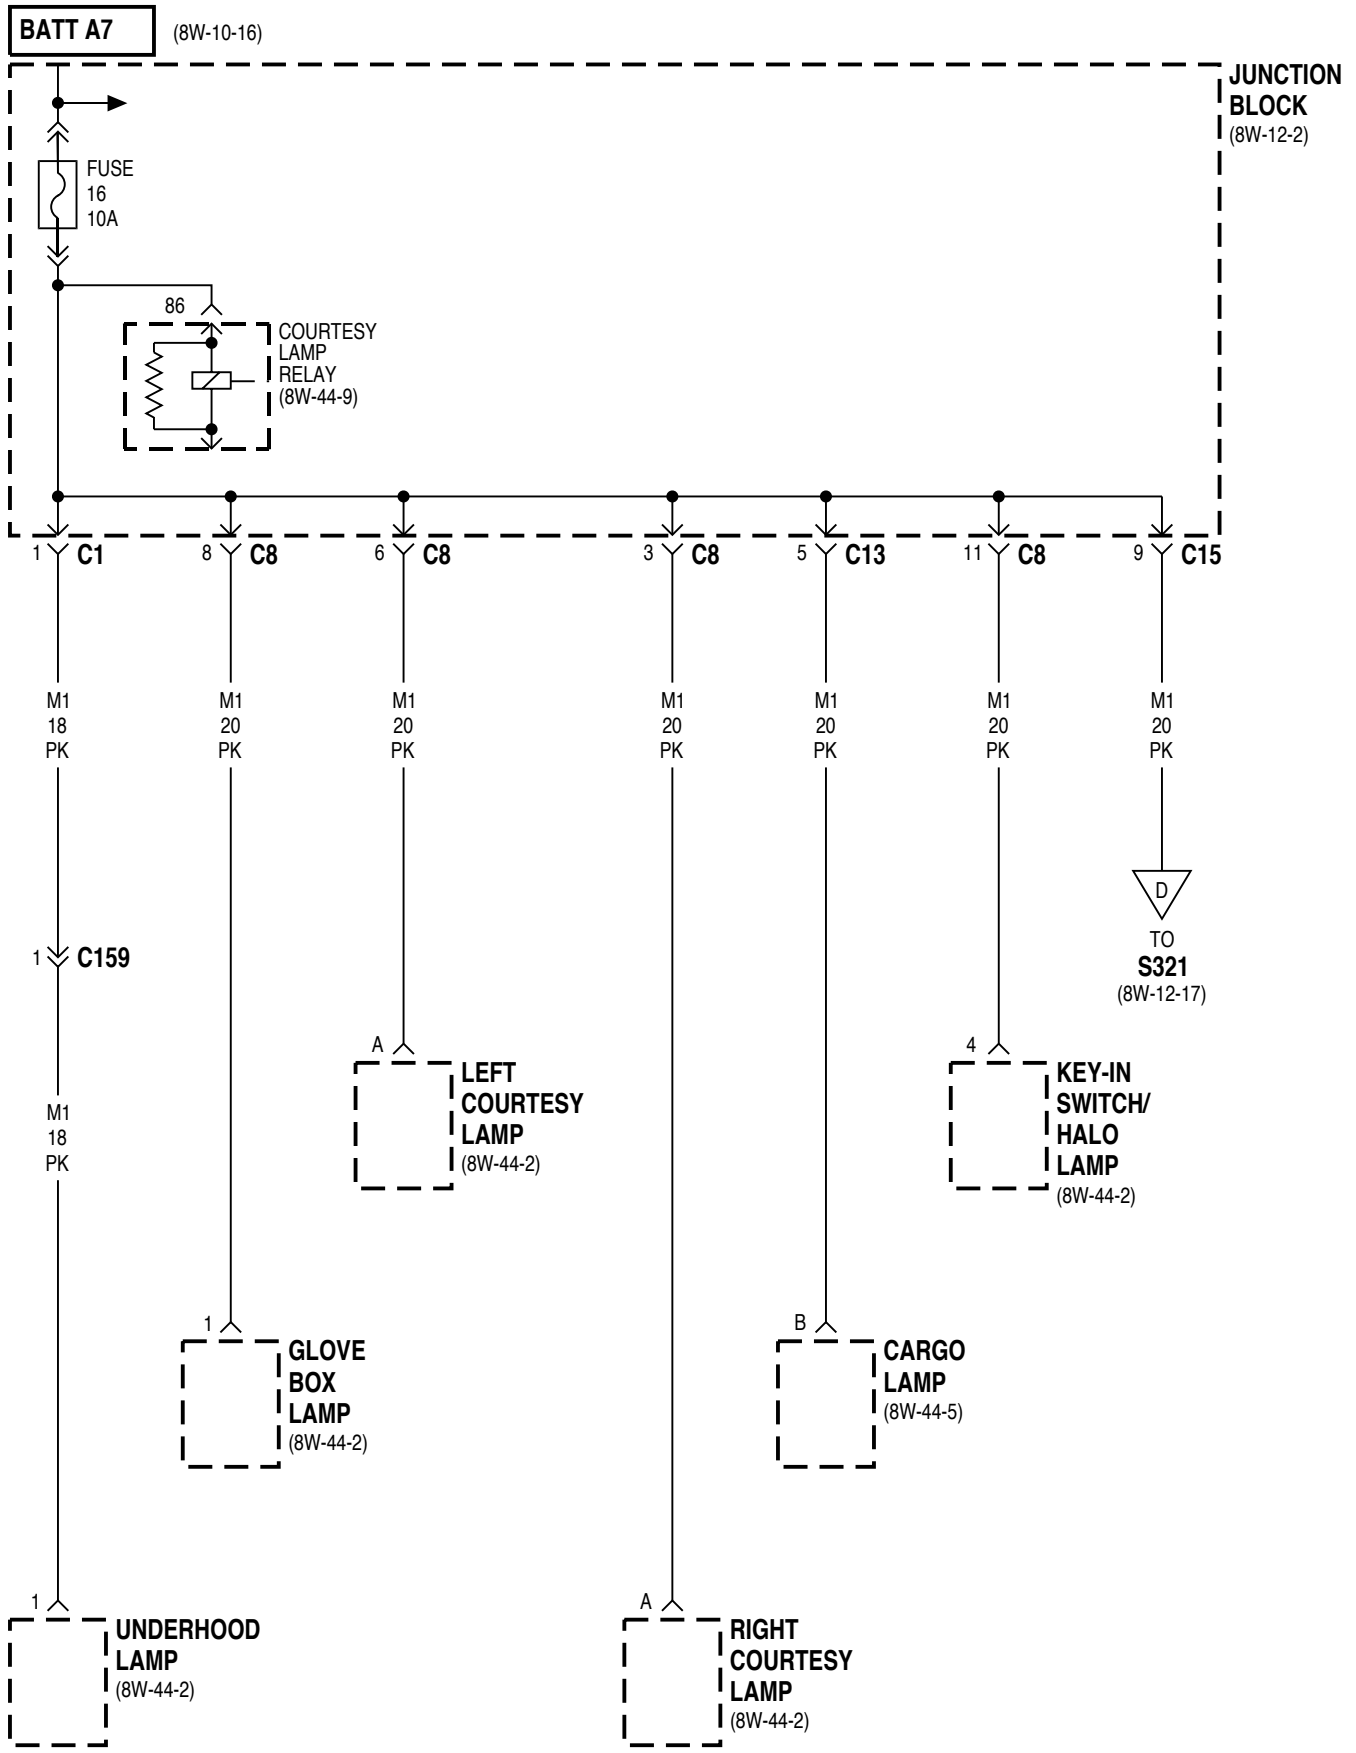 BATT A7
(8W-10-16)
JUNCTION
BLOCK
(8W-12-2)
FUSE
16
10A
86
COURTESY
LAMP
RELAY
(8W-44-9)
1 C1
8 C8
6 C8
3 C8
5 C13
11 C8
9 C15
M1
18
PK
M1
20
PK
M1
20
PK
M1
20
PK
M1
20
PK
M1
20
PK
M1
20
PK
D
TO
S321
(8W-12-17)
1 C159
A
LEFT
COURTESY
LAMP
(8W-44-2)
4
KEY-IN
SWITCH/
HALO
LAMP
(8W-44-2)
M1
18
PK
1
GLOVE
BOX
LAMP
(8W-44-2)
B
CARGO
LAMP
(8W-44-5)
1
UNDERHOOD
LAMP
(8W-44-2)
A
RIGHT
COURTESY
LAMP
(8W-44-2)